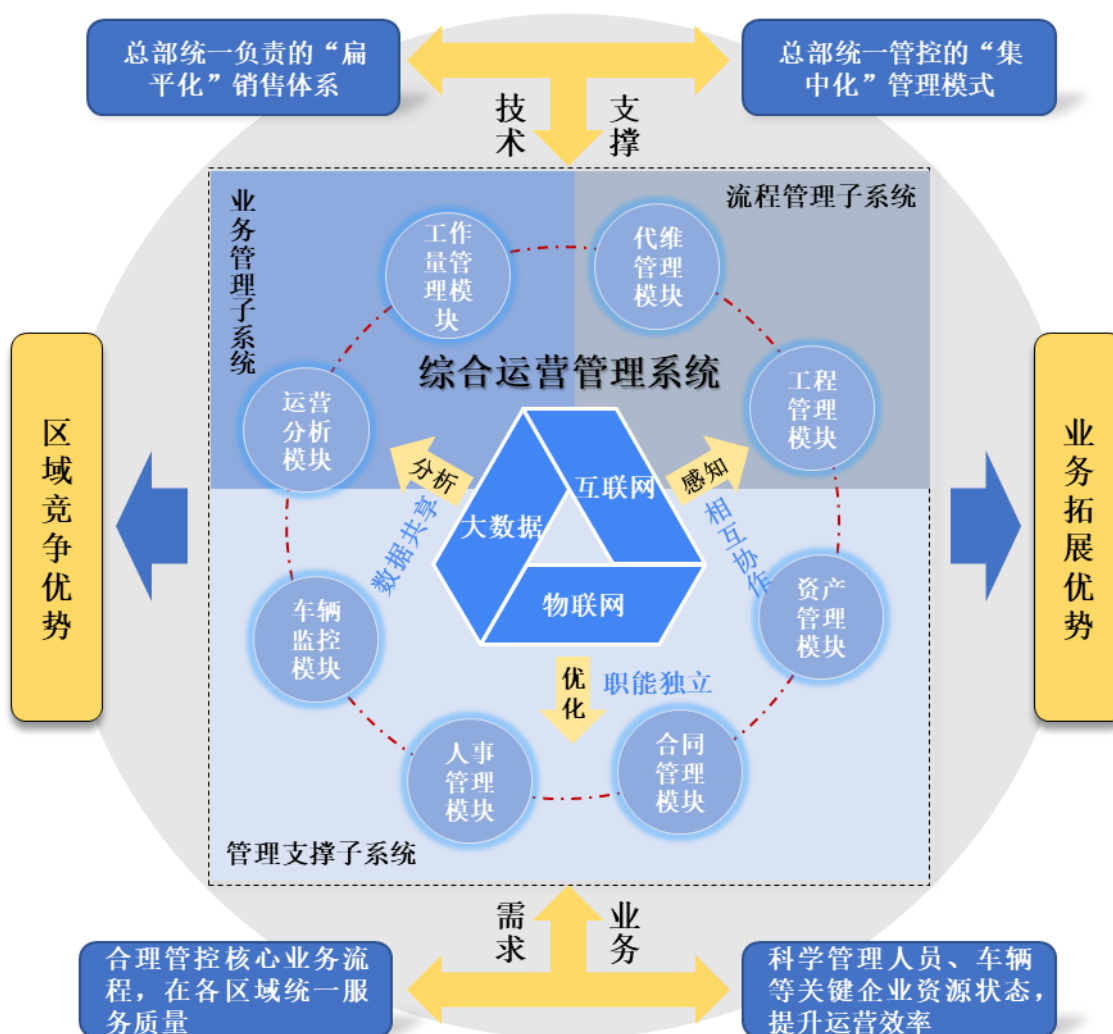 总部统一负责的“扁
平化”销售体系
总部统一管控的“集
中化”管理模式
技术
支撑
业务管理子系统
流程管理子系统
工作
量管
理模
块
代维
管理
模块
综合运营管理系统
运营
分析
模块
工程
管理
模块
分析
感知
互联网
大数据
物联网
数据共享
相互协作
区域竞争优势
业务拓展优势
车辆
监控
模块
资产
管理
模块
优化
职能独立
人事
管理
模块
合同
管理
模块
管理支撑子系统
需求
业务
合理管控核心业务流
程，在各区域统一服
务质量
科学管理人员、车辆
等关键企业资源状态，
提升运营效率